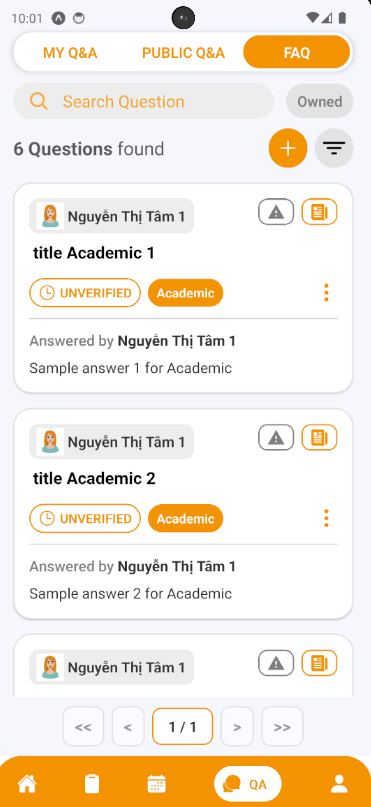 10:01
MY Q&A PUBLIC Q&A FAQ
Search Question Owned
6 Questions found
Nguyễn Thị Tâm 1
title Academic 1
UNVERIFIED Academic
Answered by Nguyễn Thị Tâm 1
Sample answer 1 for Academic
Nguyễn Thị Tâm 1
title Academic 2
UNVERIFIED Academic
Answered by Nguyễn Thị Tâm 1
Sample answer 2 for Academic
Nguyễn Thị Tâm 1
<< < 1 / 1 > >>
QA